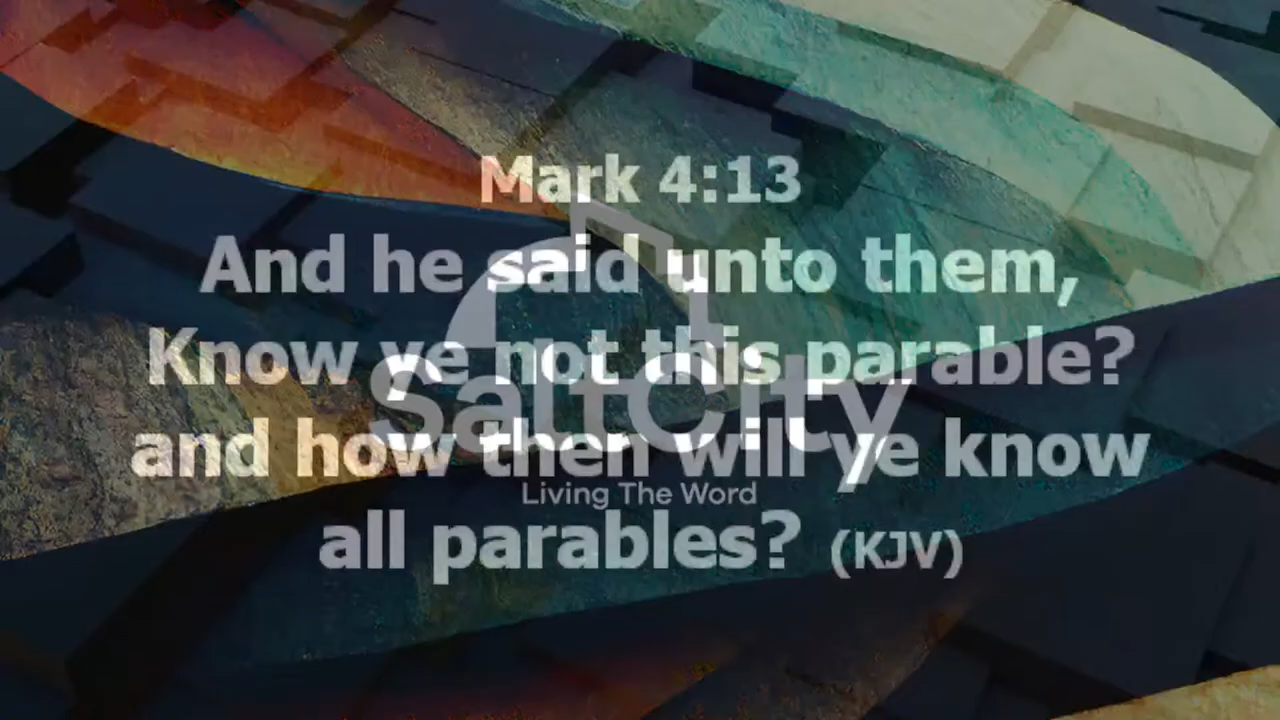 Mark 4:13
And he said unto them,
Know ye not this parable?
SaltCity
and how then will ye know
Living The Word
all parables? (KJV)